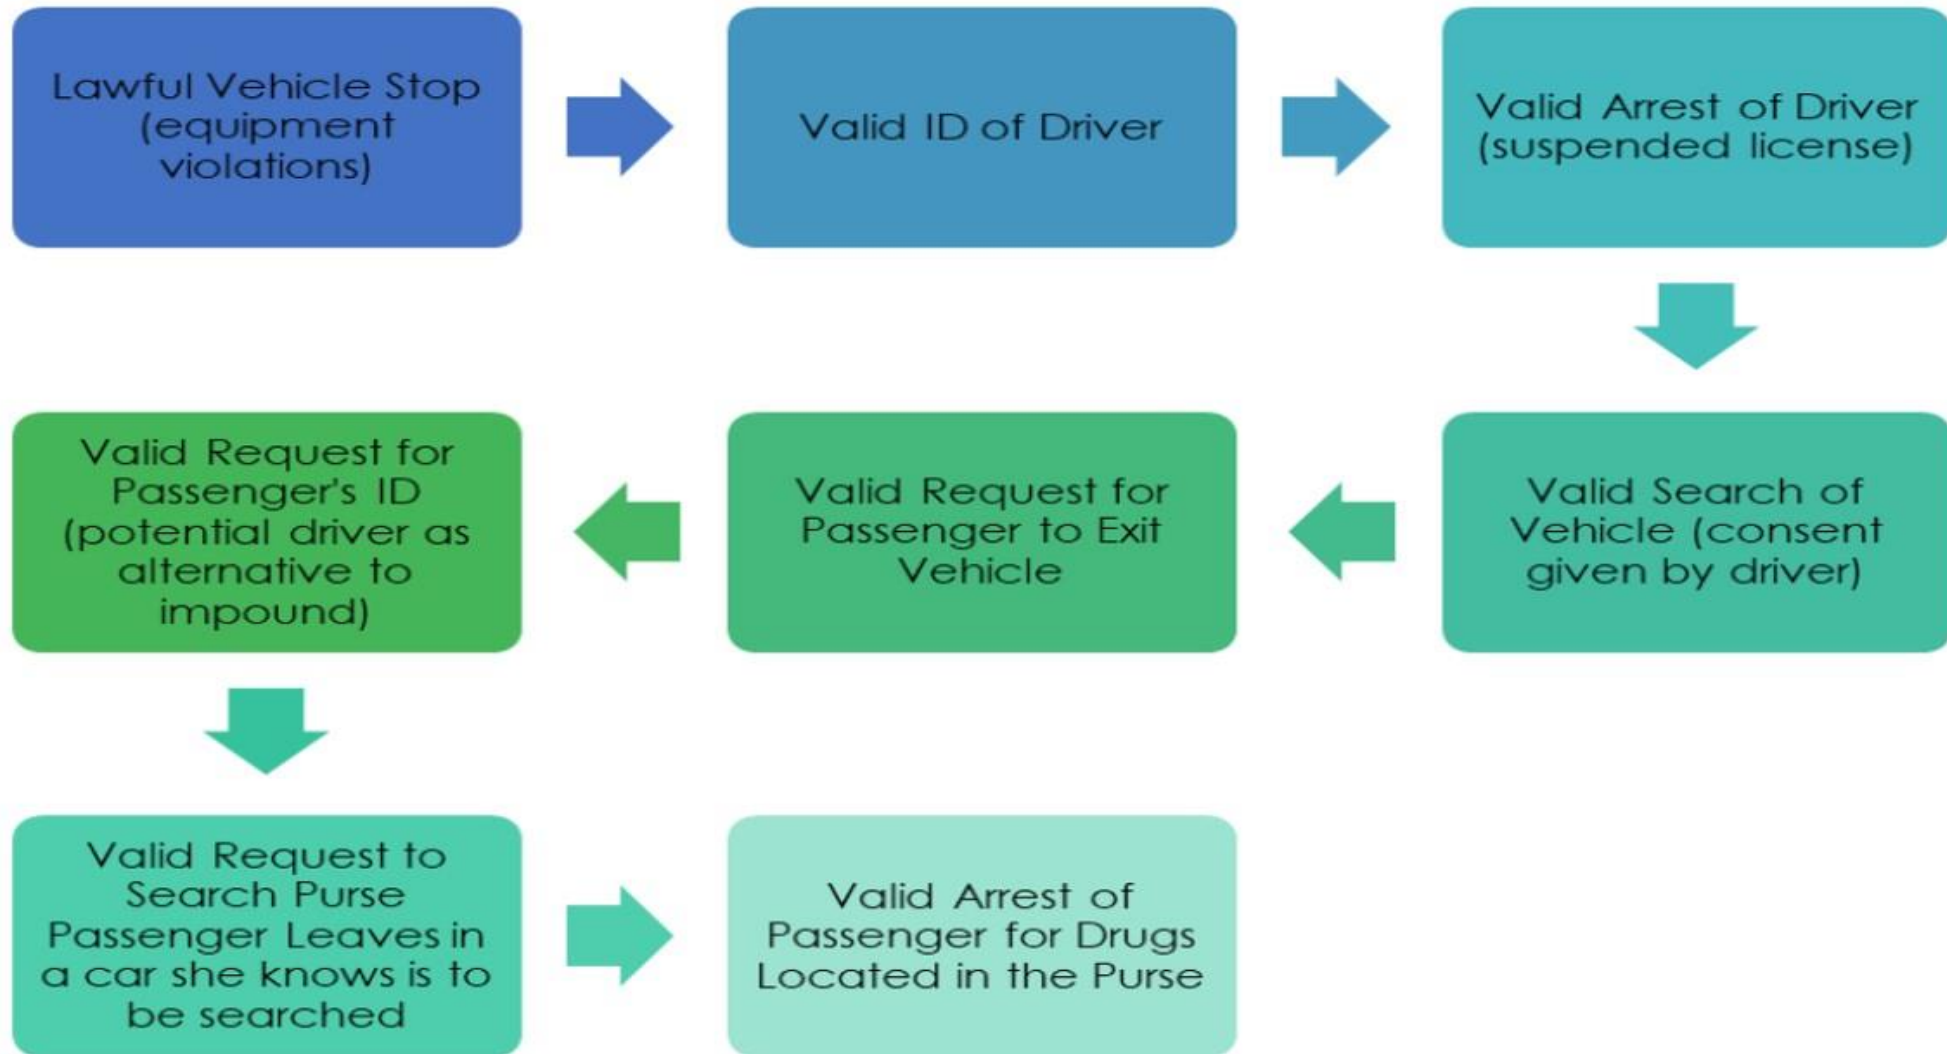 Lawful Vehicle Stop
(equipment
violations)
Valid ID of Driver
Valid Arrest of Driver
(suspended license)
Valid Search of
Vehicle (consent
given by driver)
Valid Request for
Passenger to Exit
Vehicle
Valid Request for
Passenger's ID
(potential driver as
alternative to
impound)
Valid Request to
Search Purse
Passenger Leaves in
a car she knows is to
be searched
Valid Arrest of
Passenger for Drugs
Located in the Purse